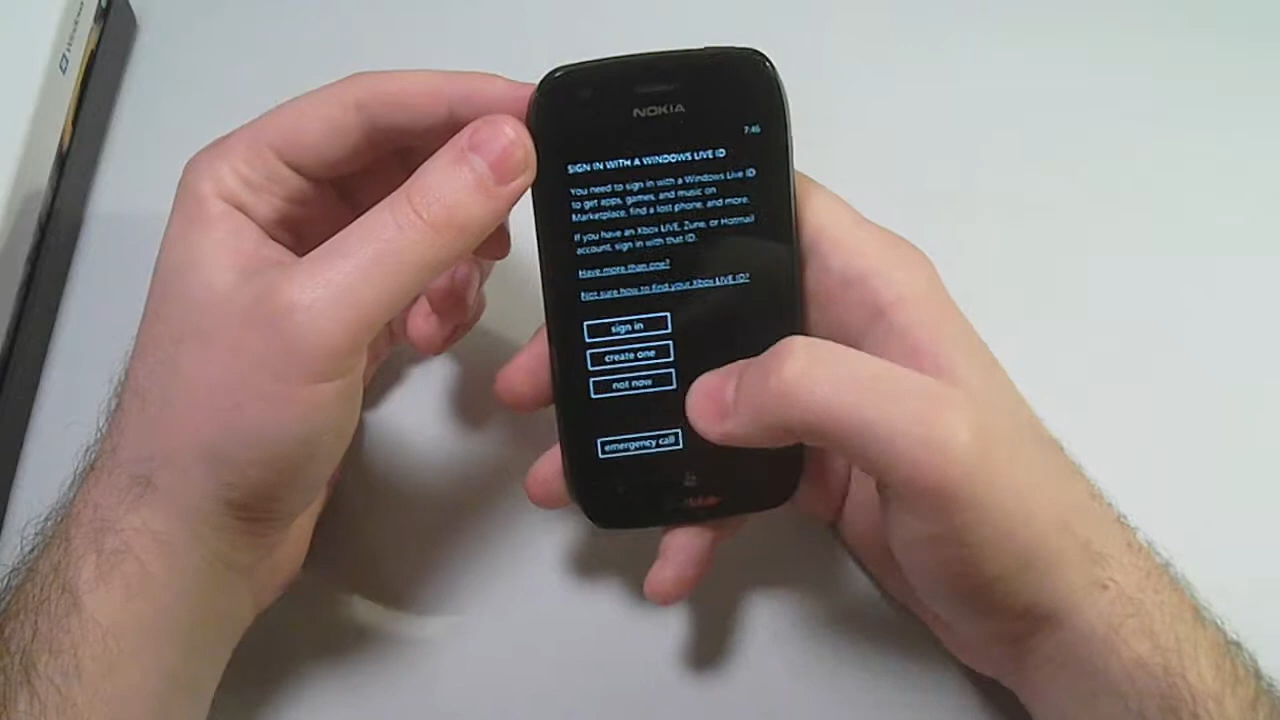 Windows
NOKIA
7:46
SIGN IN WITH A WINDOWS LIVE ID
You need to sign in with a Windows Live ID
to get apps, games, and music on
Marketplace, find a lost phone, and more.
If you have an Xbox LIVE, Zune, or Hotmail
account, sign in with that ID.
Have more than one?
Not sure how to find your Xbox LIVE ID?
sign in
create one
not now
emergency call